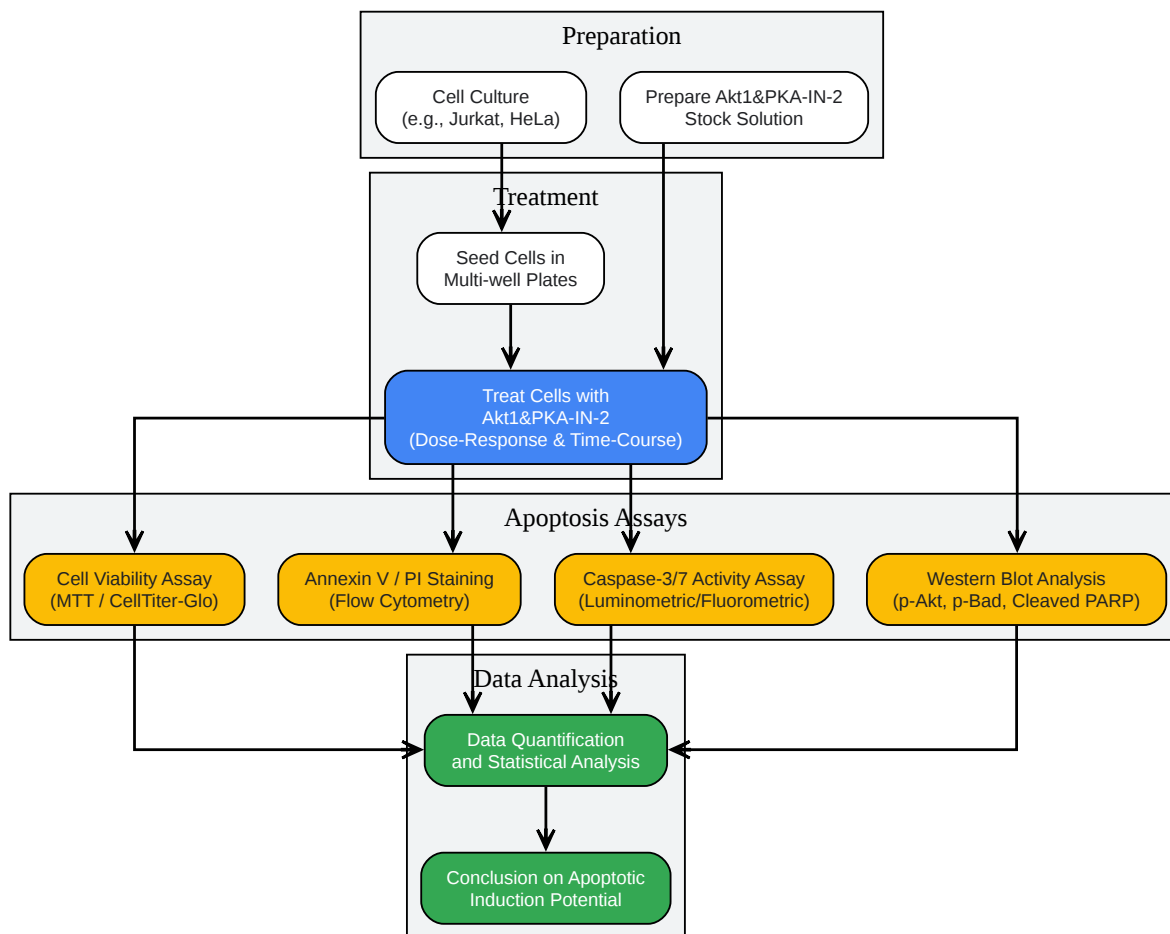 Preparation
Cell Culture
(e.g., Jurkat, HeLa)
Prepare Akt1&PKA-IN-2
Stock Solution
Treatment
Seed Cells in
Multi-well Plates
Treat Cells with
Akt1&PKA-IN-2
(Dose-Response & Time-Course)
Apoptosis Assays
Cell Viability Assay
(MTT / CellTiter-Glo)
Annexin V / PI Staining
(Flow Cytometry)
Caspase-3/7 Activity Assay
(Luminometric/Fluorometric)
Western Blot Analysis
(p-Akt, p-Bad, Cleaved PARP)
Data Analysis
Data Quantification
and Statistical Analysis
Conclusion on Apoptotic
Induction Potential